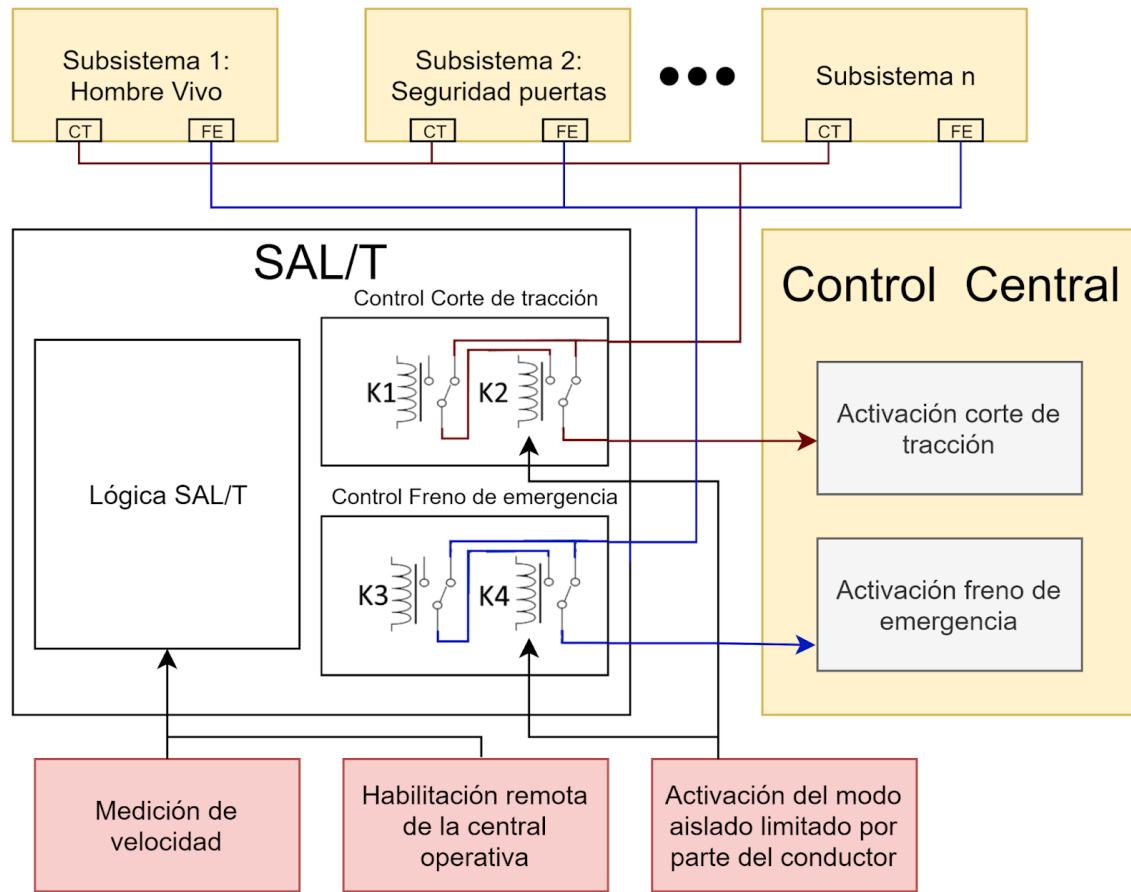 Subsistema 1:
Hombre Vivo
CT
FE
Subsistema 2:
Seguridad puertas
CT
FE
Subsistema n
CT
FE
SAL/T
Control Corte de tracción
K1
K2
Lógica SAL/T
Control Freno de emergencia
K3
K4
Control Central
Activación corte de
tracción
Activación freno de
emergencia
Medición de
velocidad
Habilitación remota
de la central
operativa
Activación del modo
aislado limitado por
parte del conductor